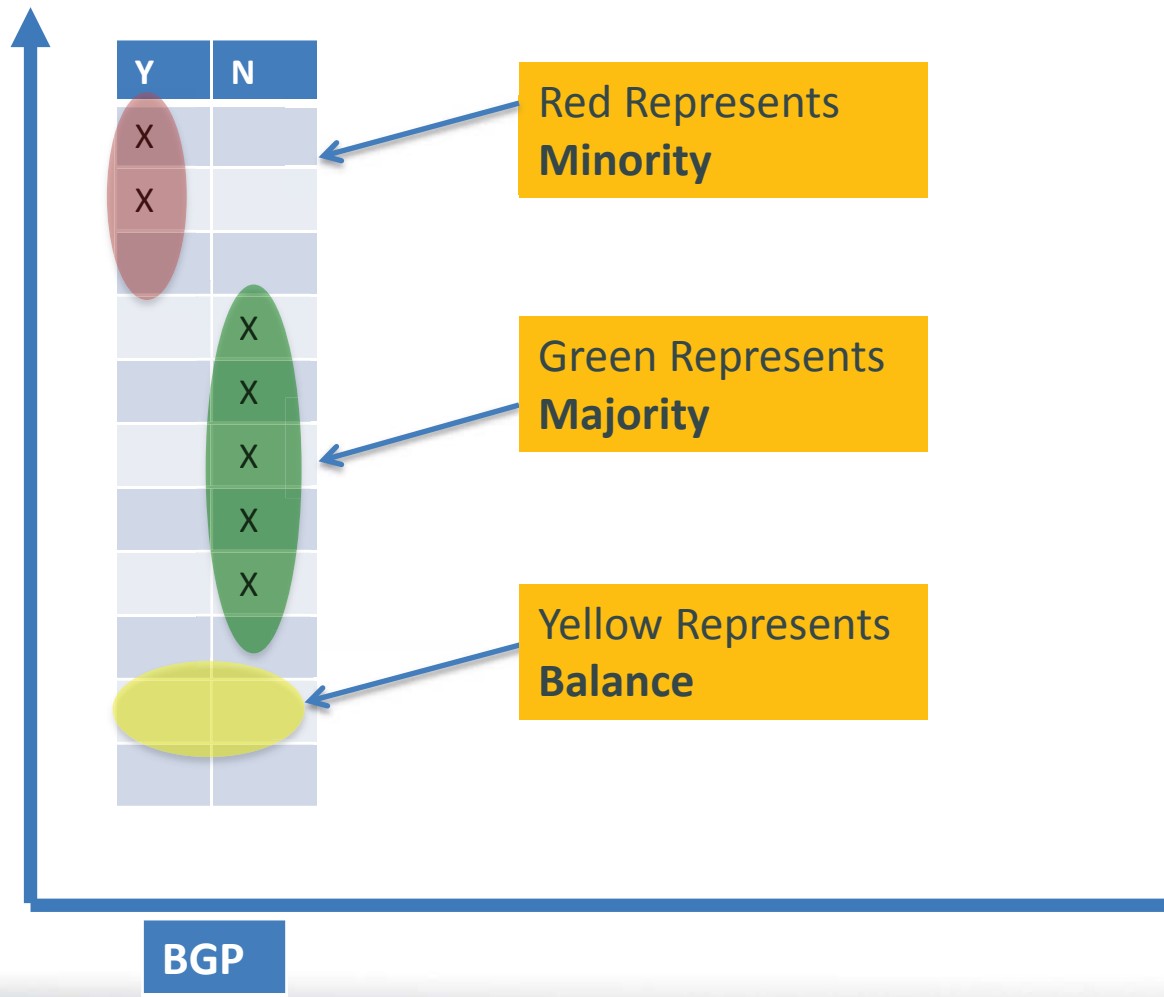 Y N
X
X
X
X
X
X
X
Red Represents
Minority
Green Represents
Majority
Yellow Represents
Balance
BGP